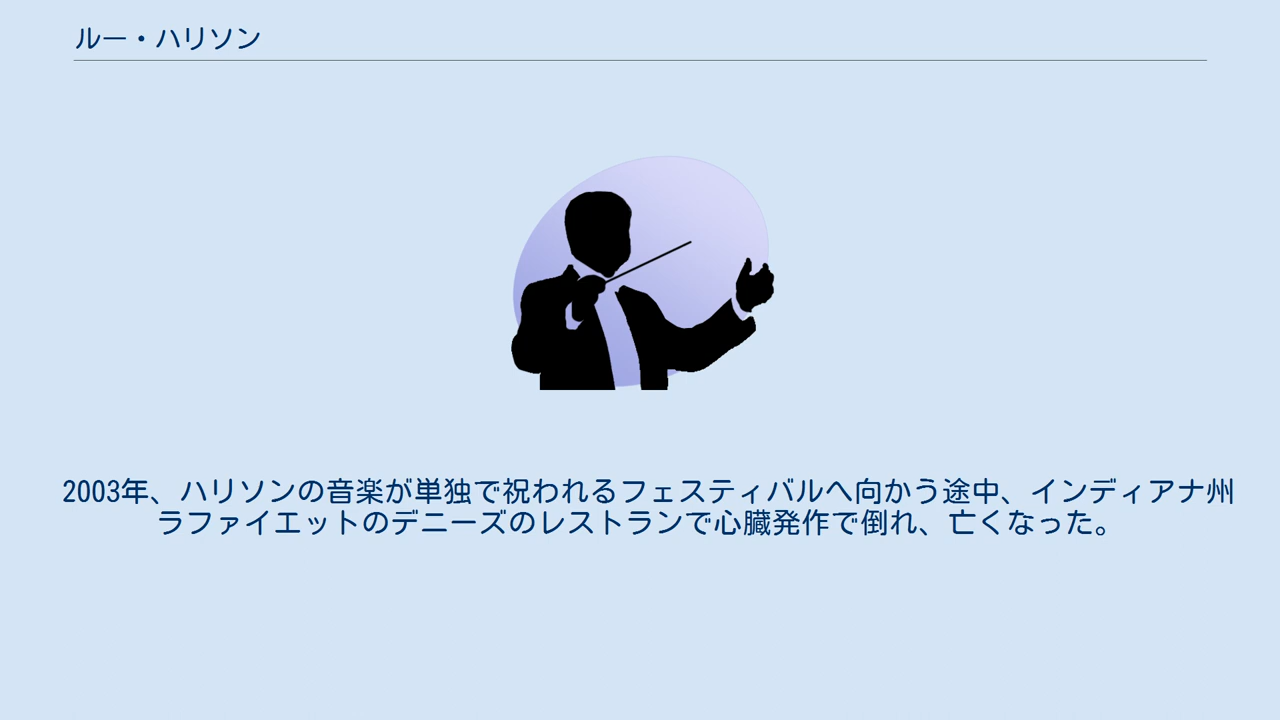 ルー・ハリソン
2003年、ハリソンの音楽が単独で祝われるフェスティバルへ向かう途中、インディアナ州
ラファイエットのデニーズのレストランで心臓発作で倒れ、亡くなった。